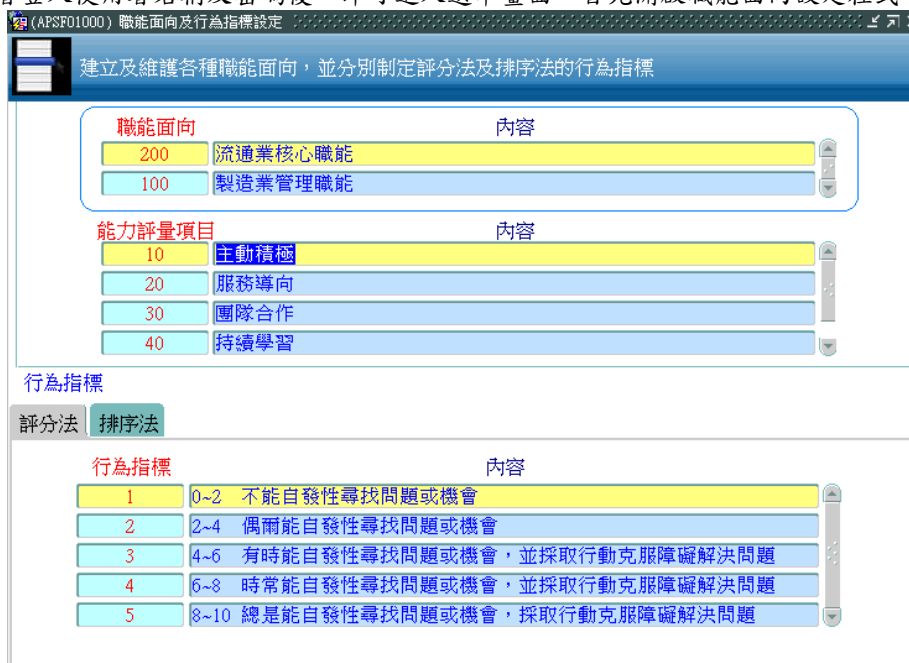 (APSF01000) 職能面向及行為指標設定
建立及維護各種職能面向，並分別制定評分法及排序法的行為指標
職能面向 內容
200 流通業核心職能
100 製造業管理職能
能力評量項目 內容
10 主動積極
20 服務導向
30 團隊合作
40 持續學習
行為指標
評分法 排序法
行為指標 內容
1 0~2 不能自發性尋找問題或機會
2 2~4 偶爾能自發性尋找問題或機會
3 4~6 有時能自發性尋找問題或機會，並採取行動克服障礙解決問題
4 6~8 時常能自發性尋找問題或機會，並採取行動克服障礙解決問題
5 8~10 總是能自發性尋找問題或機會，採取行動克服障礙解決問題